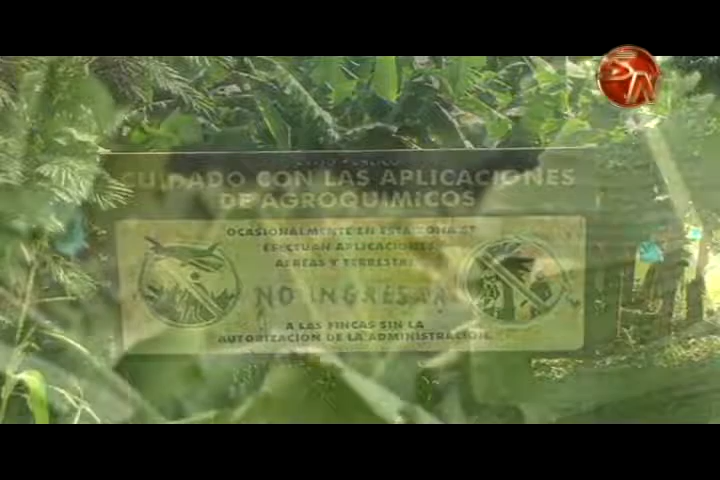 CUIDADO CON LAS APLICACIONES
DE AGROQUIMICOS
OCASIONALMENTE EN ESTA ZONA SE
EFECTUAN APLICACIONES
AEREAS Y TERRESTRES
NO INGRESAR
A LAS FINCAS SIN LA
AUTORIZACION DE LA ADMINISTRACION